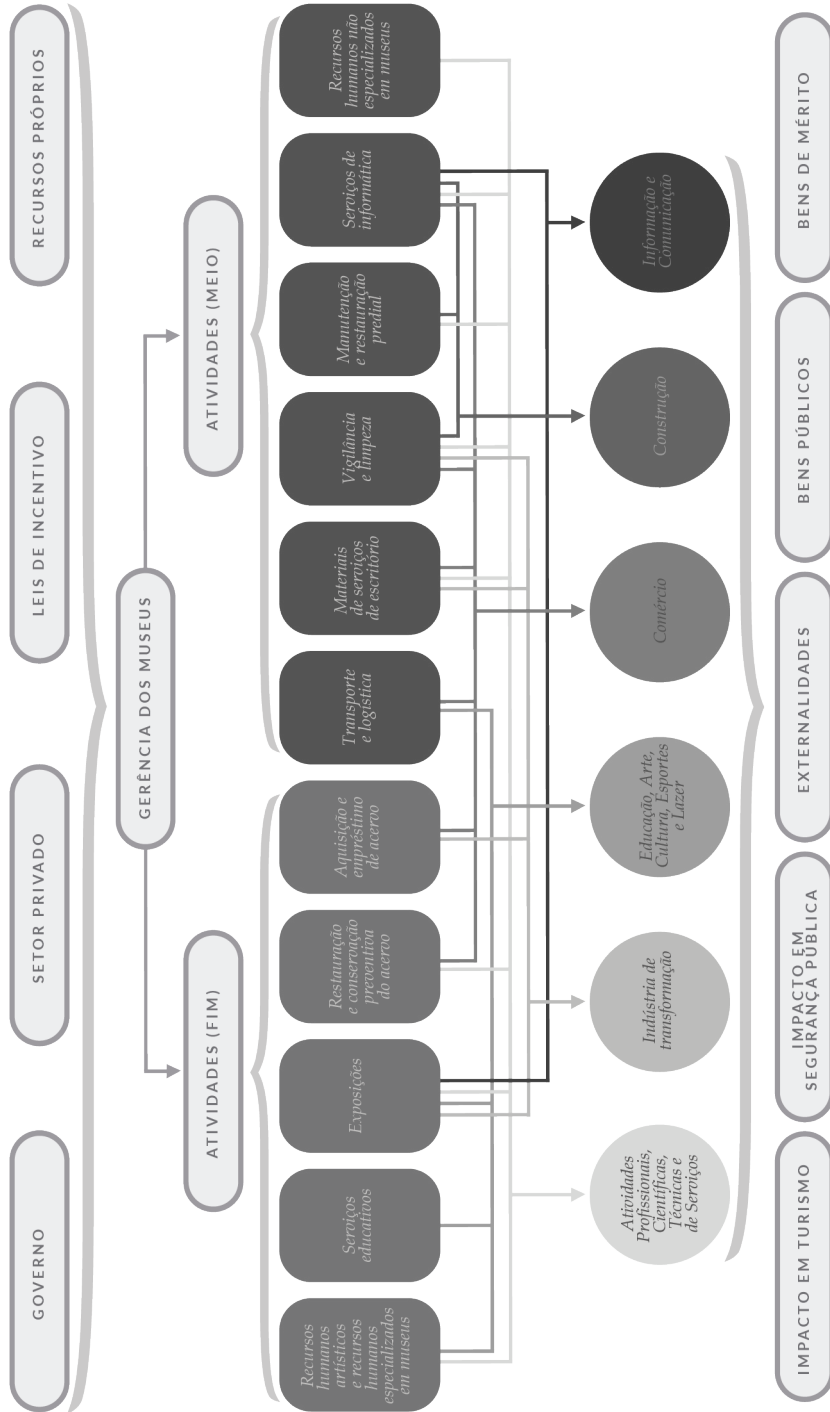 GOVERNO
SETOR PRIVADO
LEIS DE INCENTIVO
RECURSOS PRÓPRIOS
GERÊNCIA DOS MUSEUS
ATIVIDADES (FIM)
ATIVIDADES (MEIO)
Recursos
humanos
artísticos
e recursos
humanos
especializados
em museus
Serviços
educativos
Exposições
Restauração
e conservação
preventiva
do acervo
Aquisição e
empréstimo
de acervo
Transporte
e logística
Materiais
de serviços
de escritório
Vigilância
e limpeza
Manutenção
e restauração
predial
Serviços de
informática
Recursos
humanos não
especializados
em museus
Atividades
Profissionais,
Científicas,
Técnicas e
de Serviços
Indústria de
transformação
Educação, Arte,
Cultura, Esportes
e Lazer
Comércio
Construção
Informação e
Comunicação
IMPACTO EM TURISMO
IMPACTO EM
SEGURANÇA PÚBLICA
EXTERNALIDADES
BENS PÚBLICOS
BENS DE MÉRITO